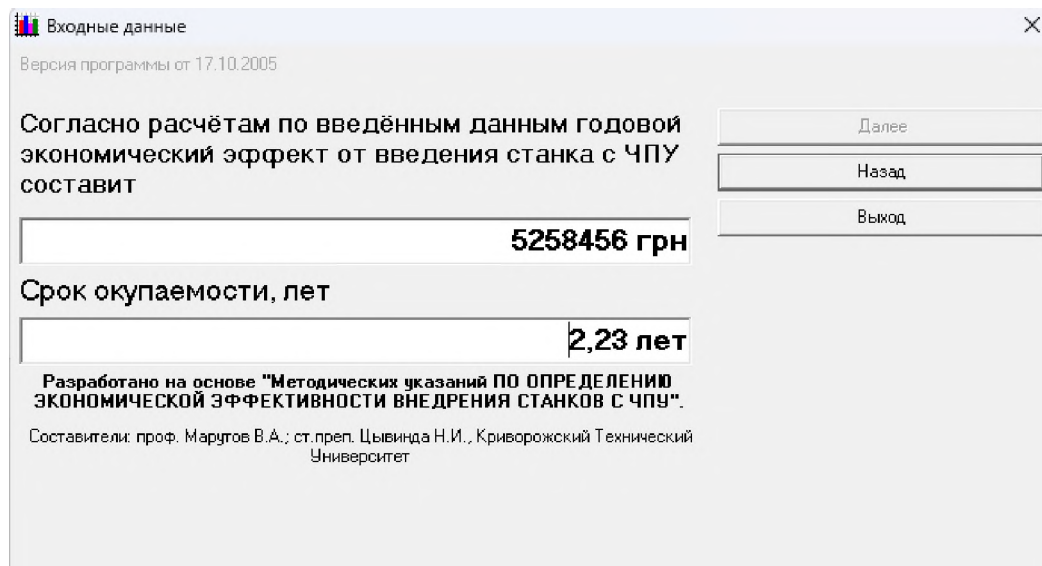 Входные данные
Версия программы от 17.10.2005
Согласно расчётам по введённым данным годовой
экономический эффект от введения станка с ЧПУ
составит
5258456 грн
Срок окупаемости, лет
2,23 лет
Разработано на основе "Методических указаний ПО ОПРЕДЕЛЕНИЮ
ЭКОНОМИЧЕСКОЙ ЭФФЕКТИВНОСТИ ВНЕДРЕНИЯ СТАНКОВ С ЧПУ".
Составители: проф. Марутов В.А.; ст.преп. Цывинда Н.И., Криворожский Технический
Университет
Далее
Назад
Выход